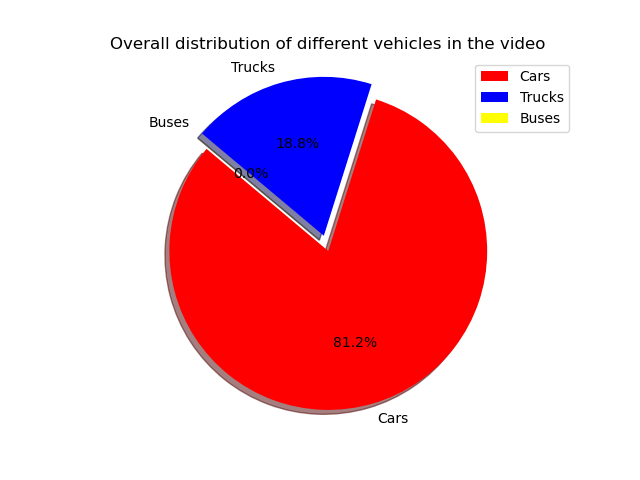 Overall distribution of different vehicles in the video
Trucks
Cars
Trucks
Buses
Buses
18.8%
0.0%
81.2%
Cars